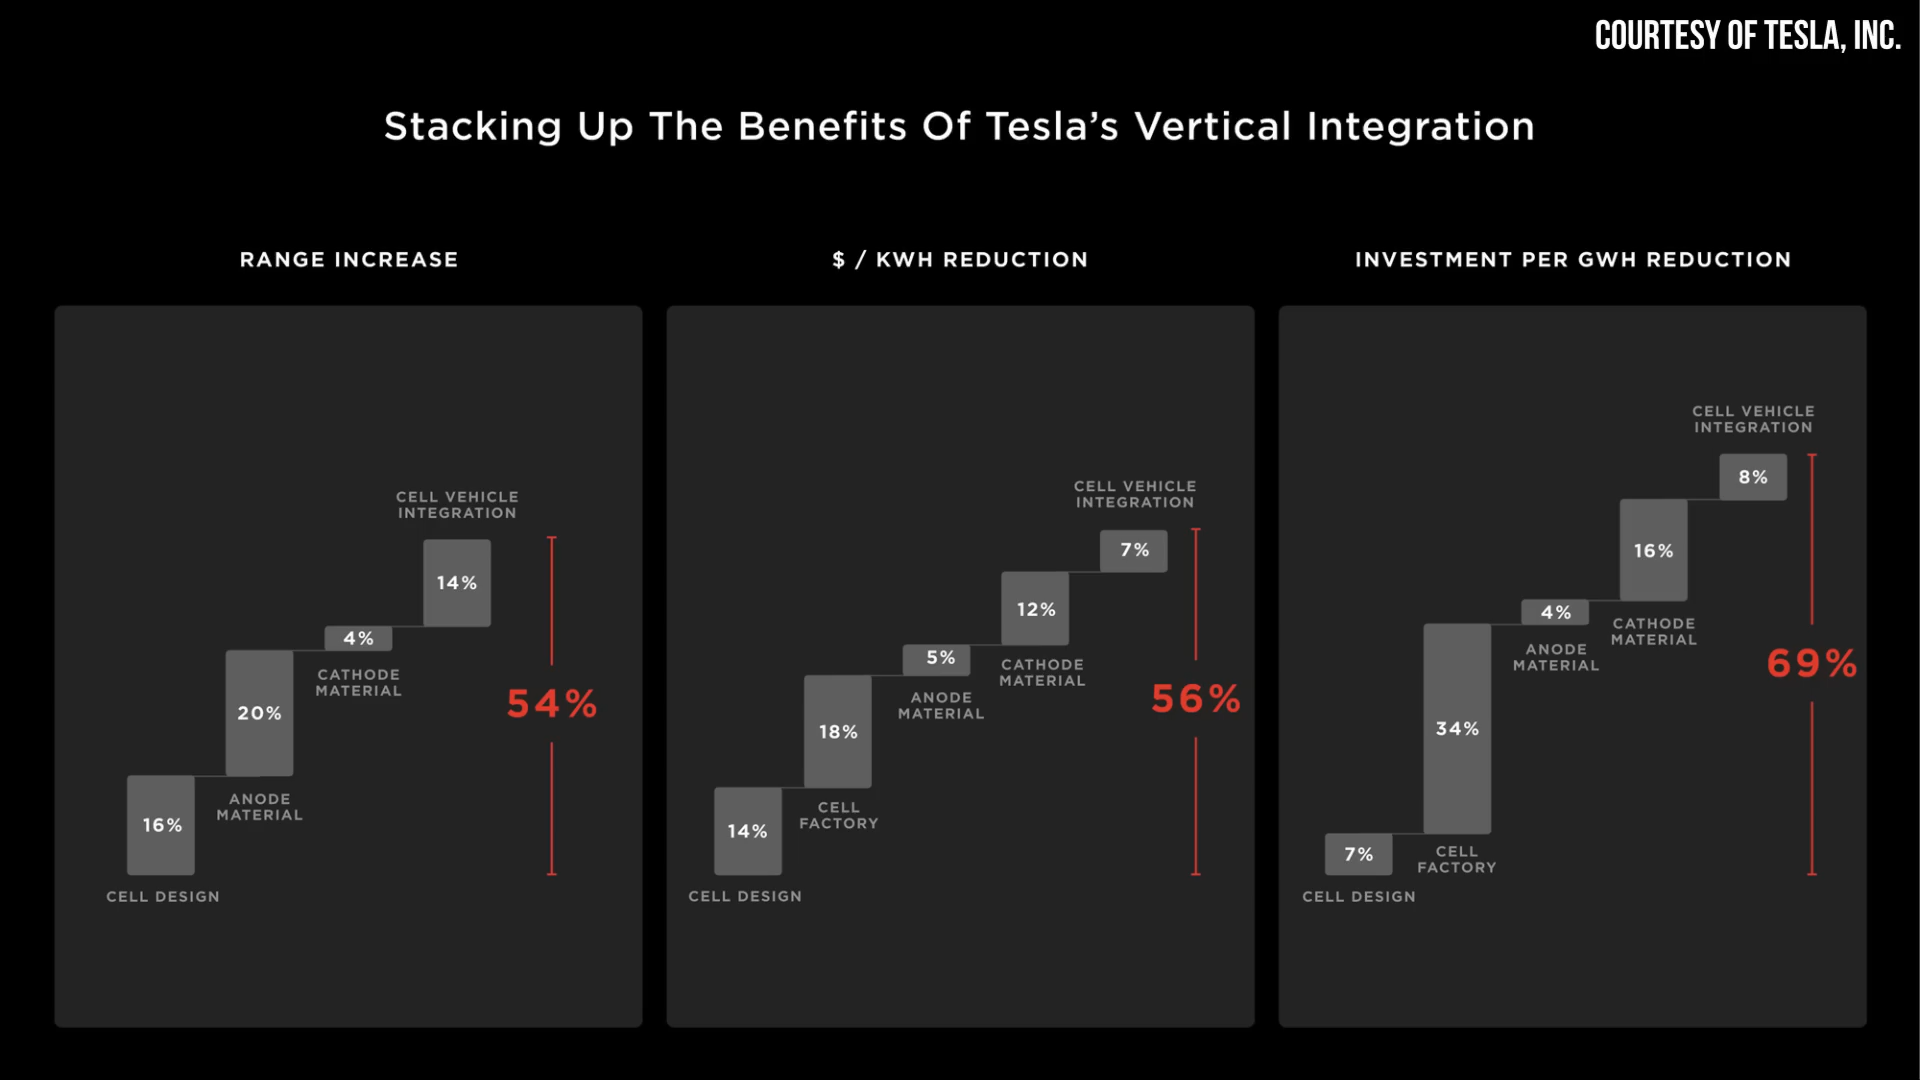 COURTESY OF TESLA, INC.
Stacking Up The Benefits Of Tesla’s Vertical Integration
RANGE INCREASE
CELL VEHICLE
INTEGRATION
14%
4%
CATHODE
MATERIAL
20%
ANODE
MATERIAL
16%
CELL DESIGN
54%
$ / KWH REDUCTION
CELL VEHICLE
INTEGRATION
7%
12%
CATHODE
MATERIAL
5%
ANODE
MATERIAL
18%
CELL
FACTORY
14%
CELL DESIGN
56%
INVESTMENT PER GWH REDUCTION
CELL VEHICLE
INTEGRATION
8%
16%
CATHODE
MATERIAL
4%
ANODE
MATERIAL
34%
CELL
FACTORY
7%
CELL DESIGN
69%